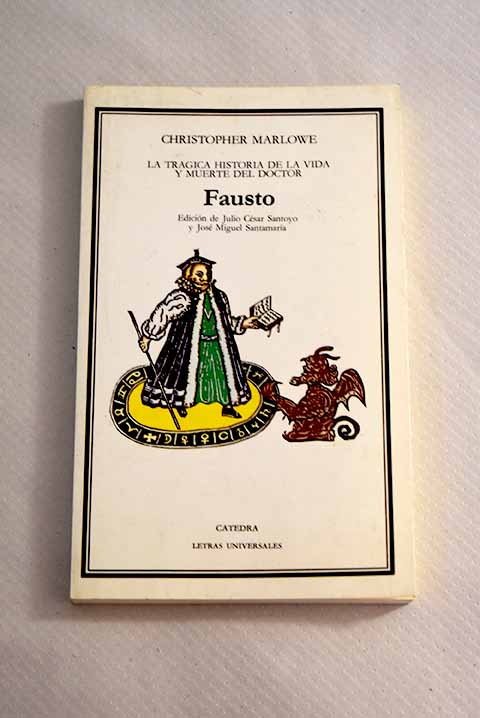 CHRISTOPHER MARLOWE
LA TRAGICA HISTORIA DE LA VIDA
Y MUERTE DEL DOCTOR
Fausto
Edición de Julio César Santoyo
y José Miguel Santamaría
CATEDRA
LETRAS UNIVERSALES